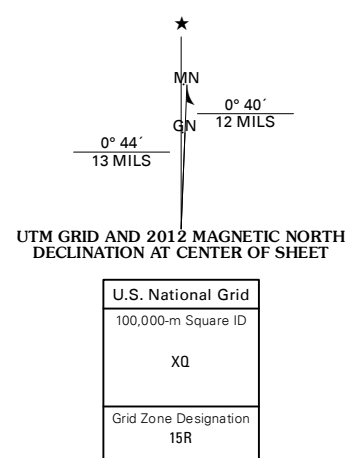 ★
MN
0° 40´
12 MILS
GN
0° 44´
13 MILS
UTM GRID AND 2012 MAGNETIC NORTH
DECLINATION AT CENTER OF SHEET
U.S. National Grid
100,000-m Square ID
XQ
Grid Zone Designation
15R